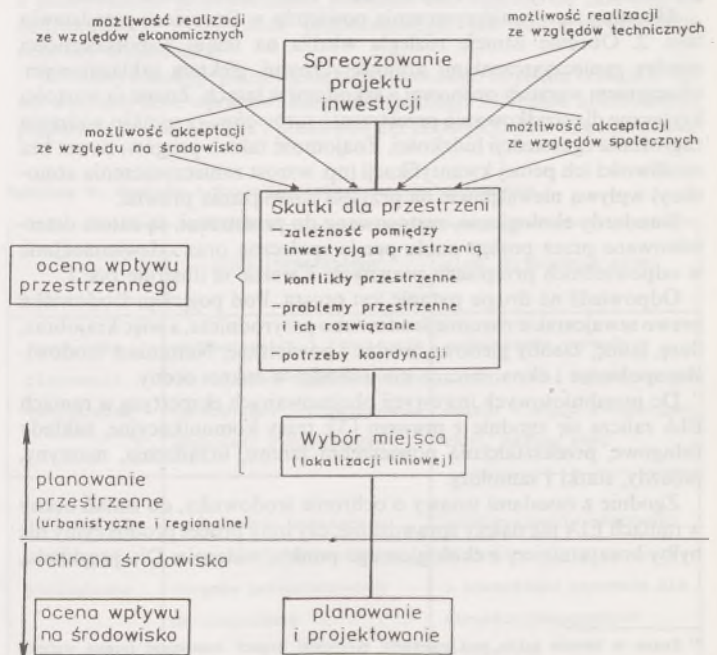 możliwość realizacji
ze względów ekonomicznych
możliwość realizacji
ze względów technicznych
Sprecyzowanie
projektu
inwestycji
możliwość akceptacji
ze względu na środowisko
możliwość akceptacji
ze względów społecznych
Skutki dla przestrzeni
-zależność pomiędzy
inwestycją a przestrzenią
-konflikty przestrzenne
-problemy przestrzenne
i ich rozwiązanie
-potrzeby koordynacji
ocena wpływu
przestrzennego
Wybór miejsca
(lokalizacji liniowej)
planowanie
przestrzenne
(urbanistyczne i regionalne)
ochrona środowiska
ocena wpływu
na środowisko
planowanie
i projektowanie